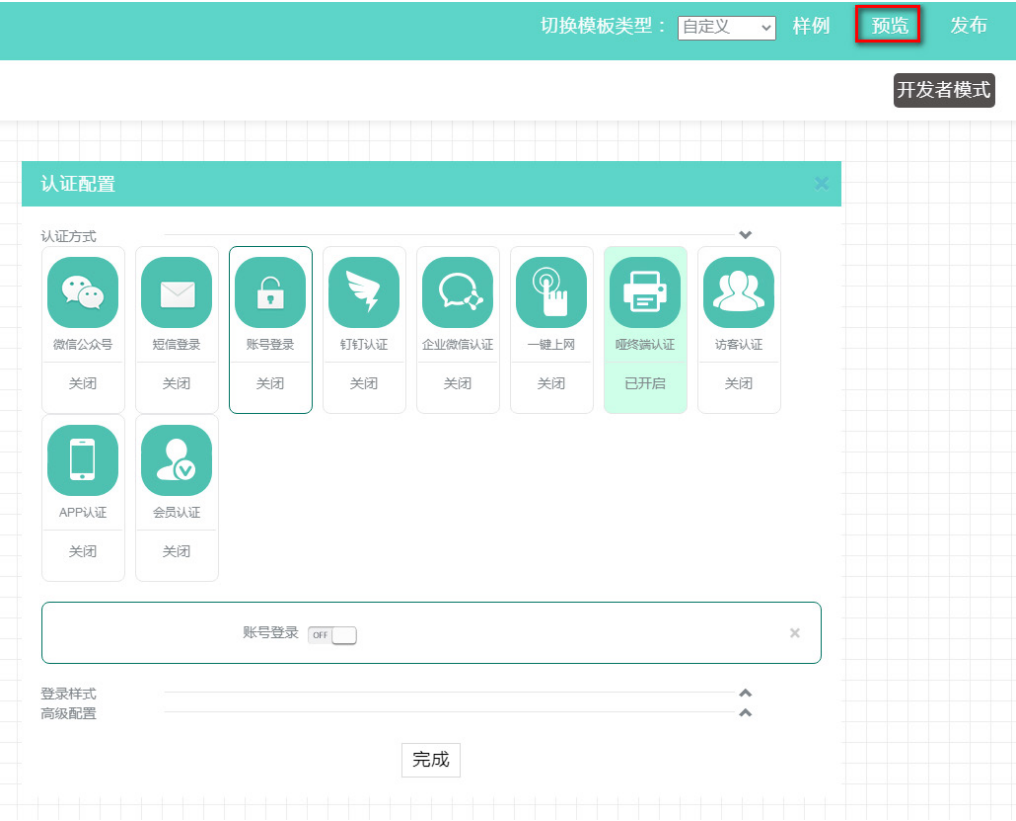 切换模板类型： 自定义 样例 预览 发布
开发者模式
认证配置
认证方式
微信公众号 短信登录 账号登录 钉钉认证 企业微信认证 一键上网 哑终端认证 访客认证
关闭 关闭 关闭 关闭 关闭 关闭 已开启 关闭
APP认证 会员认证
关闭 关闭
账号登录 OFF
登录样式
高级配置
完成